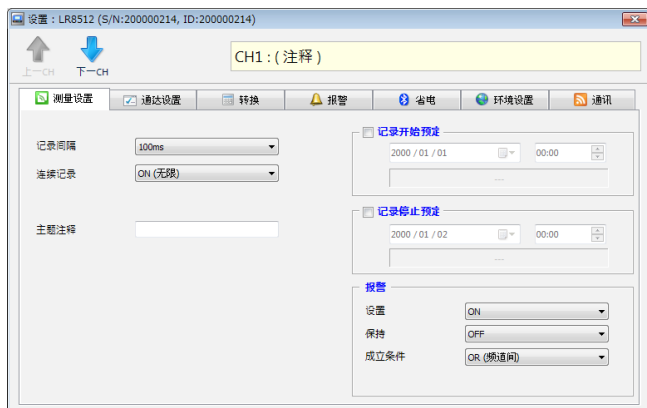 设置 : LR8512 (S/N:200000214, ID:200000214)
上一CH 下一CH CH1 : ( 注释 )
测量设置 通达设置 转换 报警 省电 环境设置 通讯
记录间隔 100ms
连接记录 ON (无限)
主题注释
记录开始预定
2000 / 01 / 01 00:00
---
记录停止预定
2000 / 01 / 02 00:00
---
报警
设置 ON
保持 OFF
成立条件 OR (频道间)